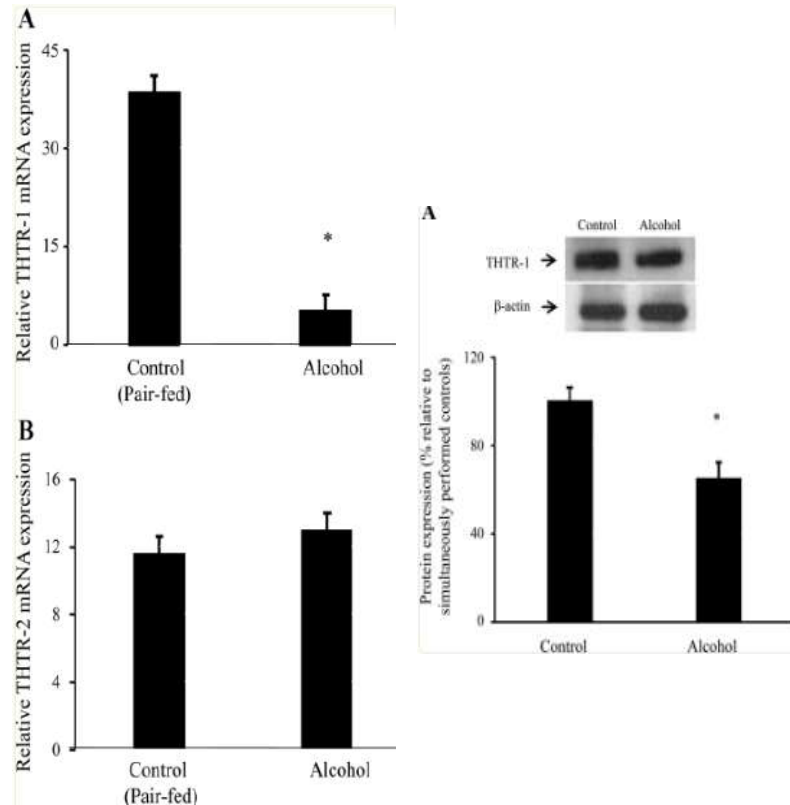 A
Relative THTR-1 mRNA expression
45
30
15
0
*
Control
(Pair-fed)
Alcohol
B
Relative THTR-2 mRNA expression
16
12
8
4
0
Control
(Pair-fed)
Alcohol
A
Control Alcohol
THTR-1
β-actin
Protein expression (% relative to
simultaneously performed controls)
120
80
40
0
*
Control
Alcohol